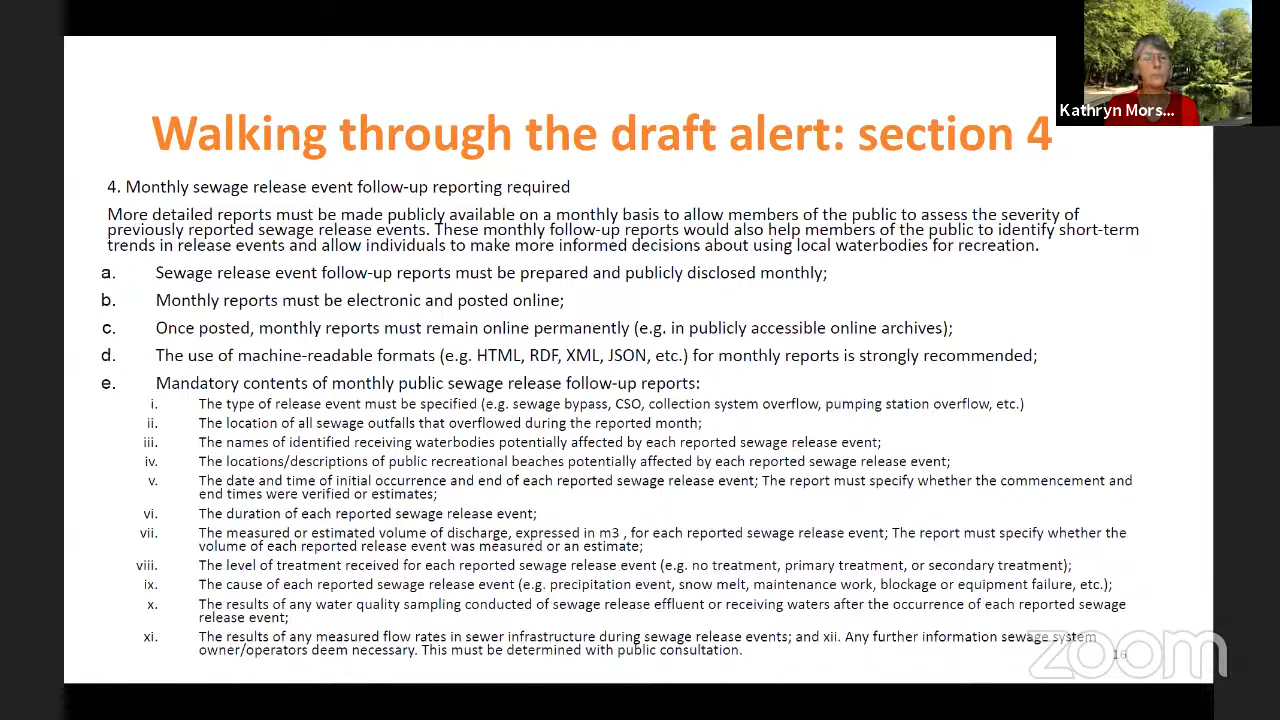 Kathryn Mors...
Walking through the draft alert: section 4
4. Monthly sewage release event follow-up reporting required
More detailed reports must be made publicly available on a monthly basis to allow members of the public to assess the severity of
previously reported sewage release events. These monthly follow-up reports would also help members of the public to identify short-term
trends in release events and allow individuals to make more informed decisions about using local waterbodies for recreation.
a. Sewage release event follow-up reports must be prepared and publicly disclosed monthly;
b. Monthly reports must be electronic and posted online;
c. Once posted, monthly reports must remain online permanently (e.g. in publicly accessible online archives);
d. The use of machine-readable formats (e.g. HTML, RDF, XML, JSON, etc.) for monthly reports is strongly recommended;
e. Mandatory contents of monthly public sewage release follow-up reports:
i. The type of release event must be specified (e.g. sewage bypass, CSO, collection system overflow, pumping station overflow, etc.)
ii. The location of all sewage outfalls that overflowed during the reported month;
iii. The names of identified receiving waterbodies potentially affected by each reported sewage release event;
iv. The locations/descriptions of public recreational beaches potentially affected by each reported sewage release event;
v. The date and time of initial occurrence and end of each reported sewage release event; The report must specify whether the commencement and
end times were verified or estimates;
vi. The duration of each reported sewage release event;
vii. The measured or estimated volume of discharge, expressed in m3 , for each reported sewage release event; The report must specify whether the
volume of each reported release event was measured or an estimate;
viii. The level of treatment received for each reported sewage release event (e.g. no treatment, primary treatment, or secondary treatment);
ix. The cause of each reported sewage release event (e.g. precipitation event, snow melt, maintenance work, blockage or equipment failure, etc.);
x. The results of any water quality sampling conducted of sewage release effluent or receiving waters after the occurrence of each reported sewage
release event;
xi. The results of any measured flow rates in sewer infrastructure during sewage release events; and xii. Any further information sewage system
owner/operators deem necessary. This must be determined with public consultation.
16
zoom